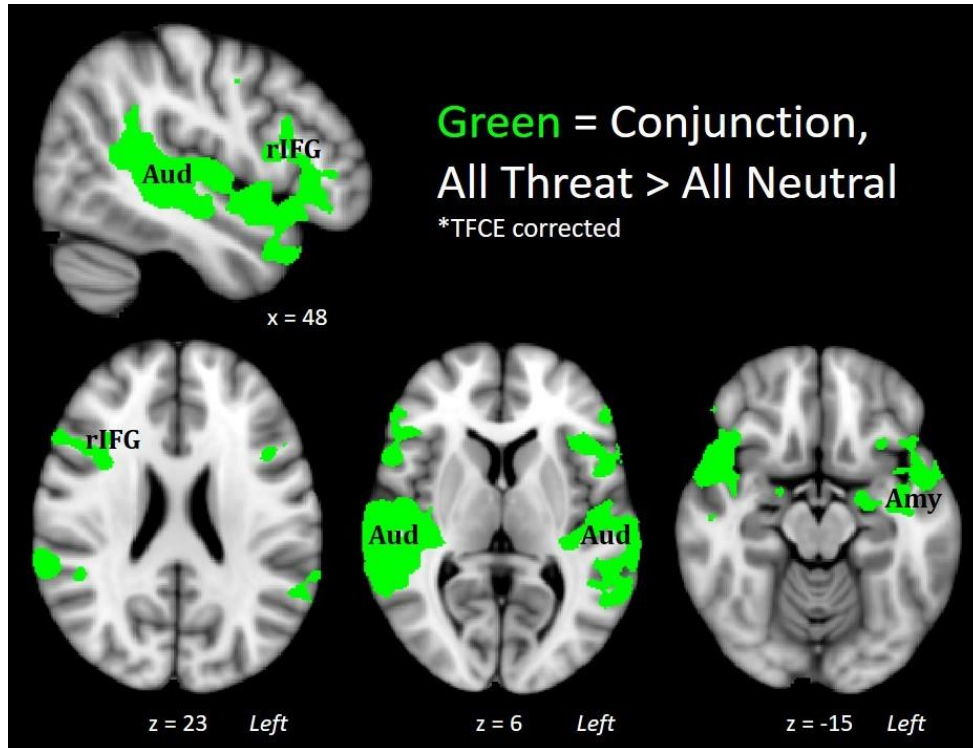 Green = Conjunction,
All Threat > All Neutral
*TFCE corrected
rIFG
Aud
x = 48
rIFG
Aud
Aud
Amy
z = 23 Left
z = 6 Left
z = -15 Left